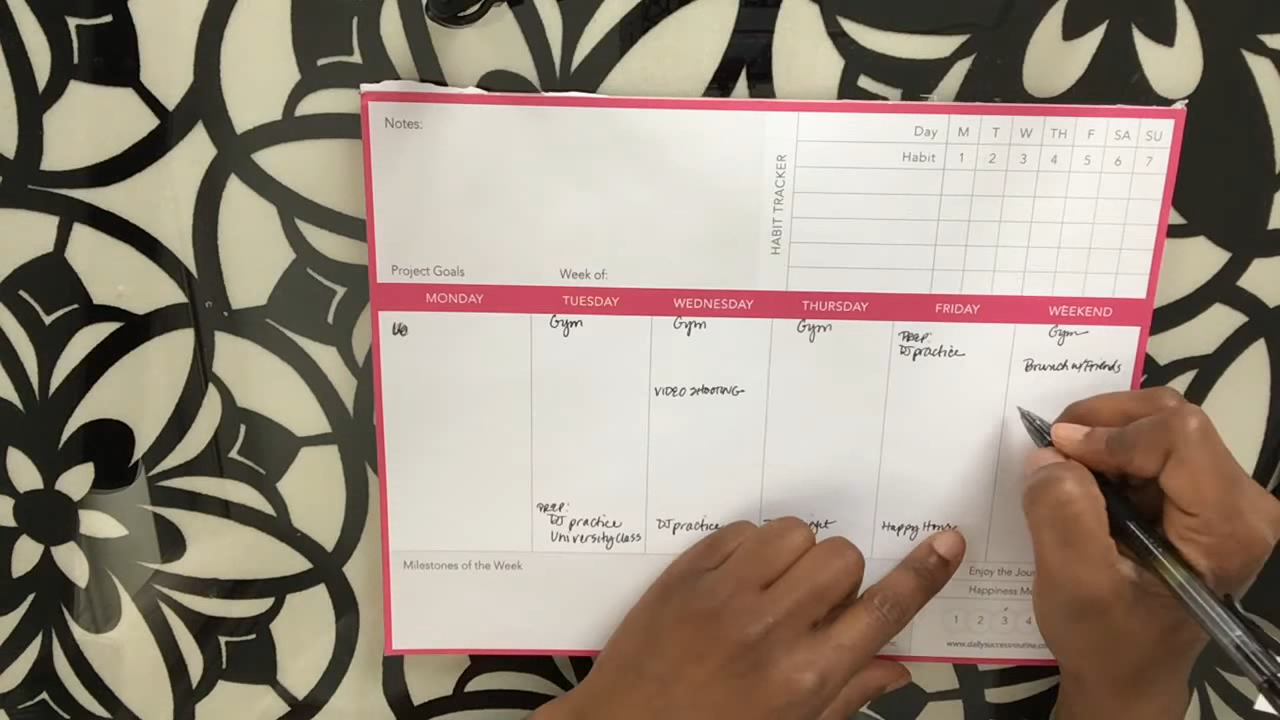 Notes:
HABIT TRACKER
Day M T W TH F SA SU
Habit 1 2 3 4 5 6 7
Project Goals
Week of:
MONDAY TUESDAY WEDNESDAY THURSDAY FRIDAY WEEKEND
Gym Gym Gym PREP: Gym
DJ practice
Brunch w/ Friends
VIDEO SHOOTING
PREP:
DJ practice DJ practice Happy Hour
University class
Milestones of the Week
Enjoy the Jour
Happiness Me
1 2 3 4
www.dailysuccessroutine.co